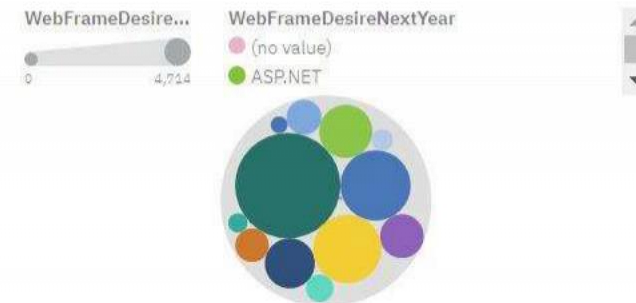 WebFrameDesire...
0 4,714
WebFrameDesireNextYear
(no value)
ASP.NET